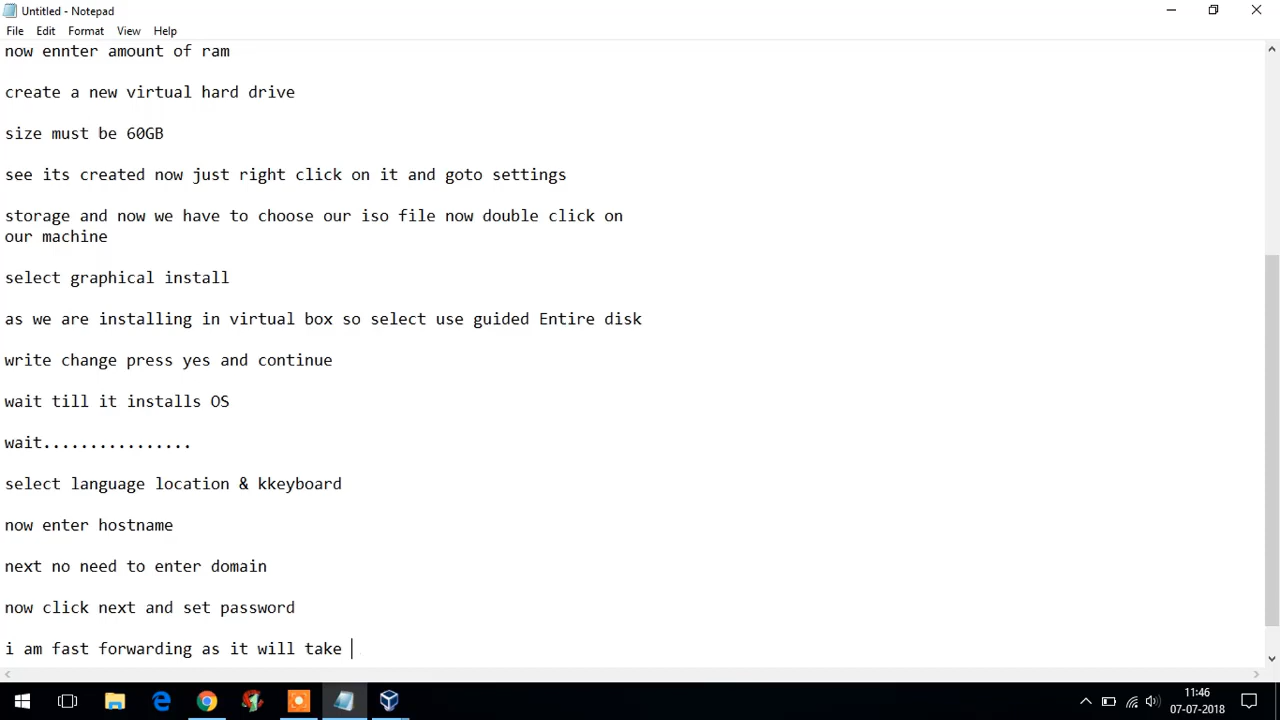 Untitled - Notepad
File Edit Format View Help
now ennter amount of ram
create a new virtual hard drive
size must be 60GB
see its created now just right click on it and goto settings
storage and now we have to choose our iso file now double click on
our machine
select graphical install
as we are installing in virtual box so select use guided Entire disk
write change press yes and continue
wait till it installs OS
wait................
select language location & kkeyboard
now enter hostname
next no need to enter domain
now click next and set password
i am fast forwarding as it will take
11:46
07-07-2018